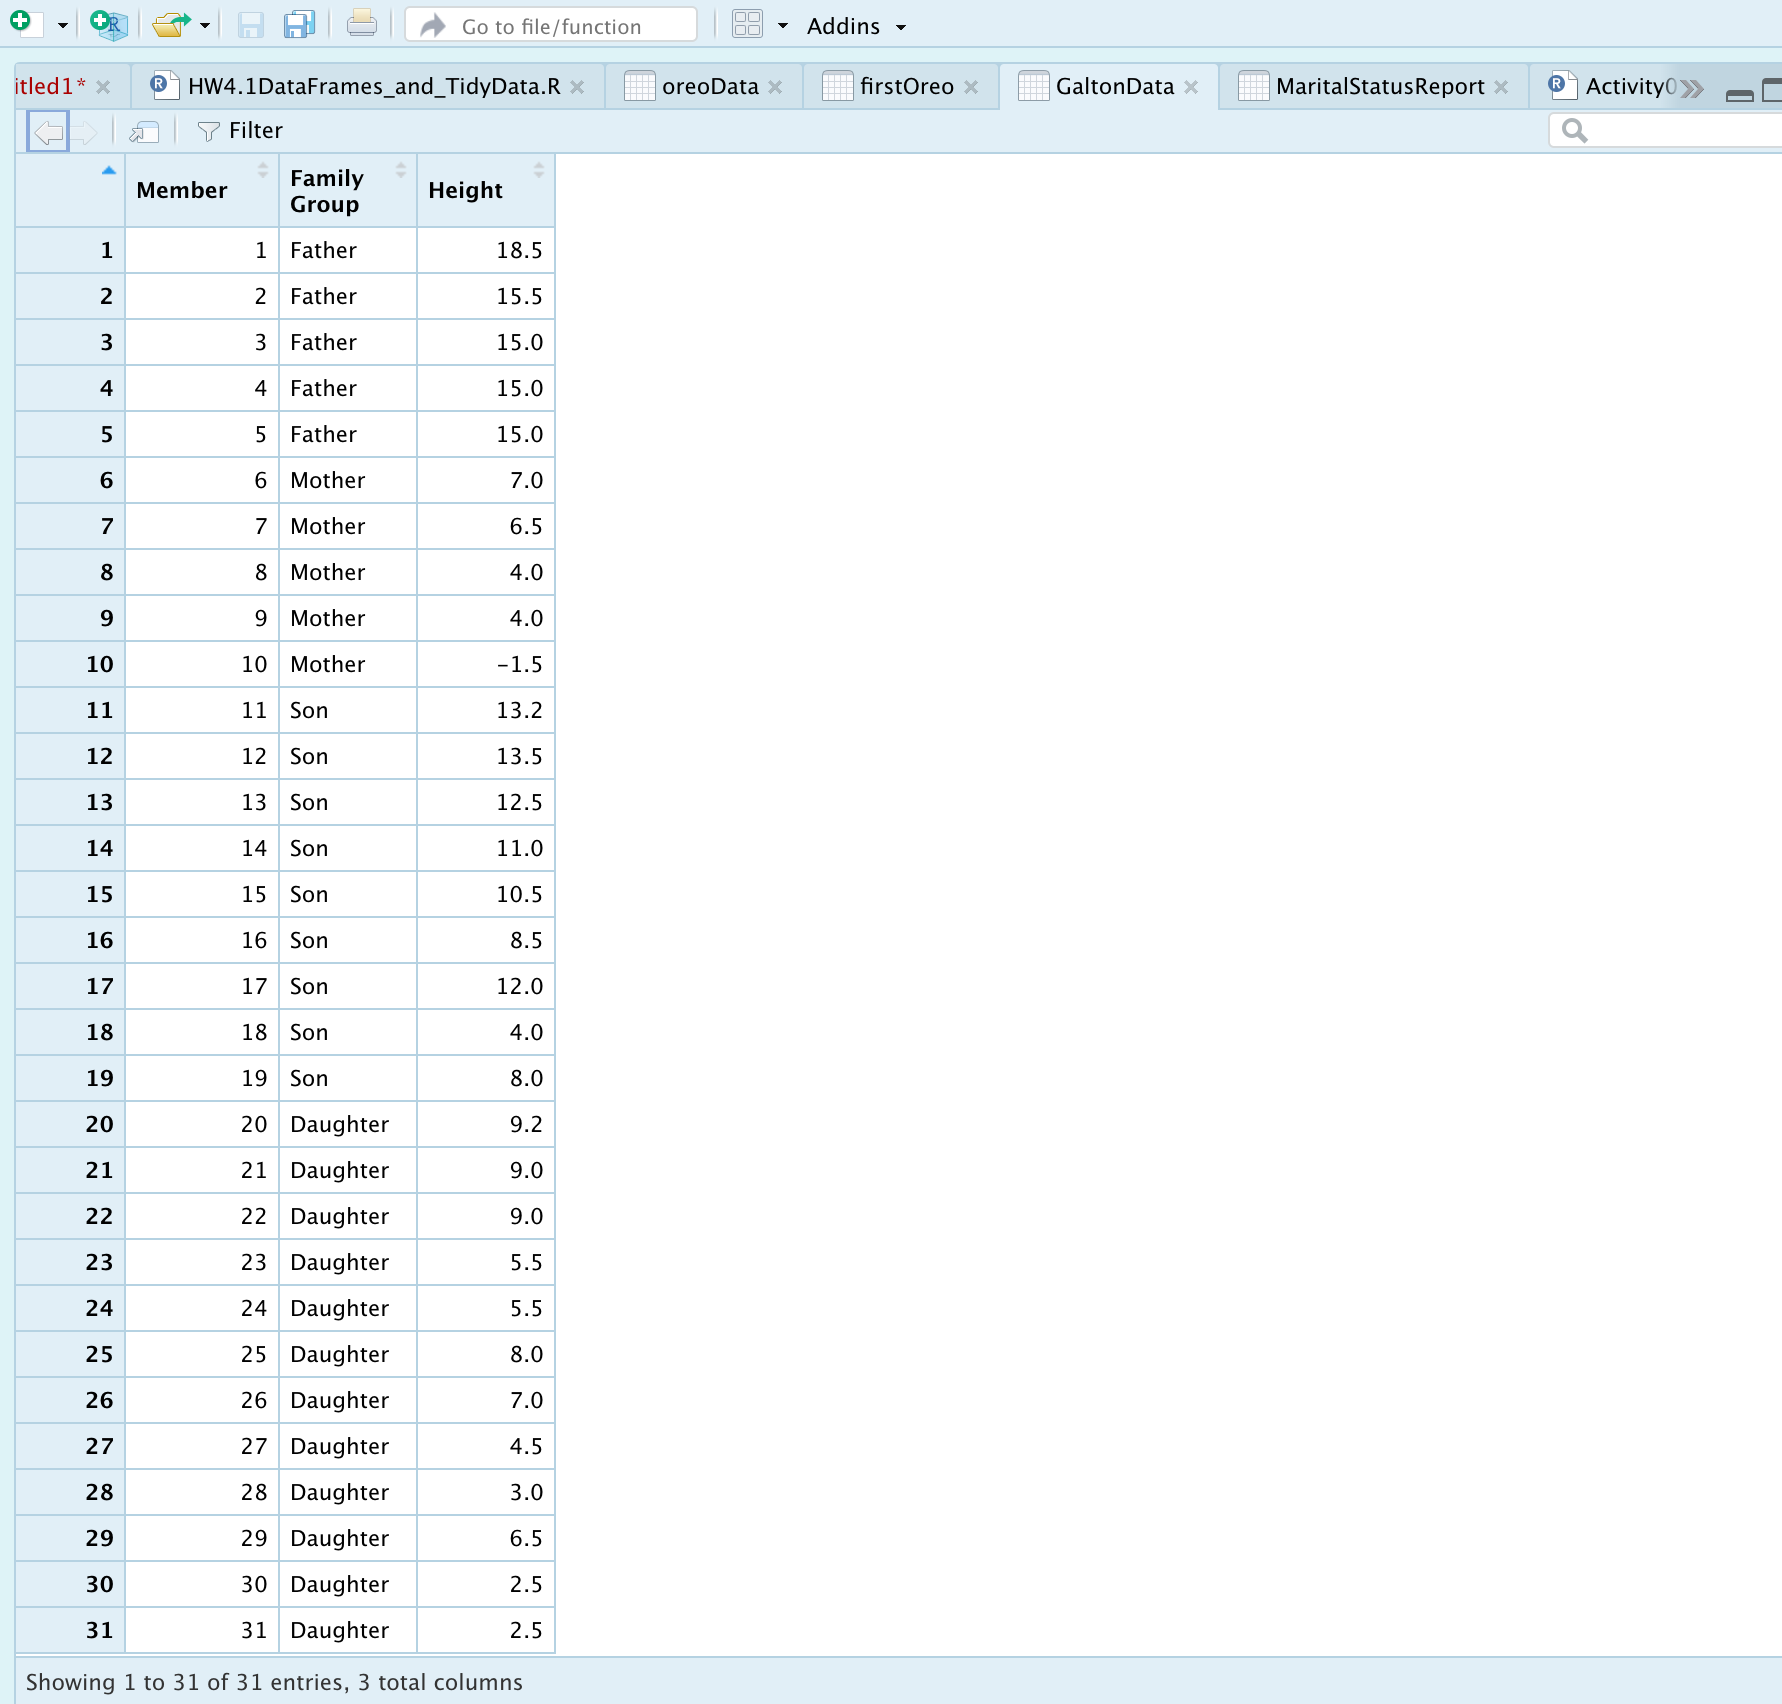 Go to file/function Addins
itled1* HW4.1DataFrames_and_TidyData.R oreoData firstOreo GaltonData MaritalStatusReport Activity0
Filter
Member Family Group Height
1 1 Father 18.5
2 2 Father 15.5
3 3 Father 15.0
4 4 Father 15.0
5 5 Father 15.0
6 6 Mother 7.0
7 7 Mother 6.5
8 8 Mother 4.0
9 9 Mother 4.0
10 10 Mother -1.5
11 11 Son 13.2
12 12 Son 13.5
13 13 Son 12.5
14 14 Son 11.0
15 15 Son 10.5
16 16 Son 8.5
17 17 Son 12.0
18 18 Son 4.0
19 19 Son 8.0
20 20 Daughter 9.2
21 21 Daughter 9.0
22 22 Daughter 9.0
23 23 Daughter 5.5
24 24 Daughter 5.5
25 25 Daughter 8.0
26 26 Daughter 7.0
27 27 Daughter 4.5
28 28 Daughter 3.0
29 29 Daughter 6.5
30 30 Daughter 2.5
31 31 Daughter 2.5
Showing 1 to 31 of 31 entries, 3 total columns